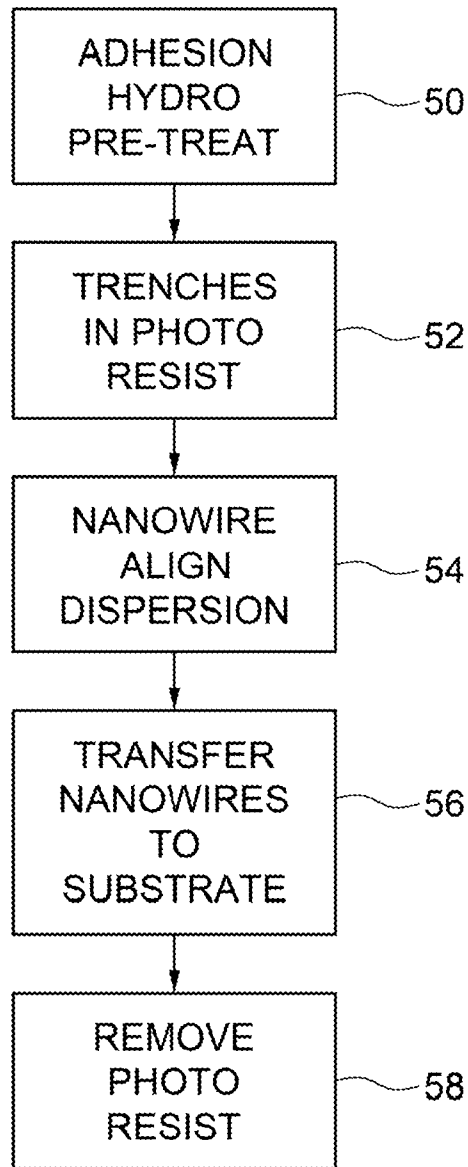 ADHESION
HYDRO
PRE-TREAT
50
TRENCHES
IN PHOTO
RESIST
52
NANOWIRE
ALIGN
DISPERSION
54
TRANSFER
NANOWIRES
TO
SUBSTRATE
56
REMOVE
PHOTO
RESIST
58